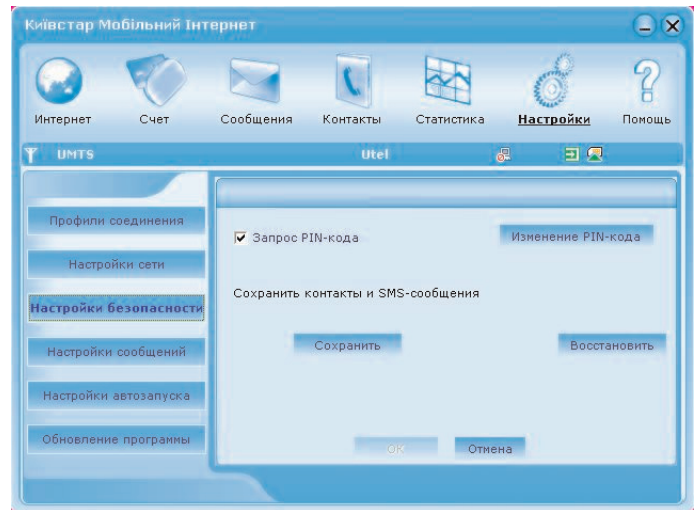 Київстар Мобільний Інтернет
Интернет Счет Сообщения Контакты Статистика Настройки Помощь
UMTS Utel
Профили соединения
Настройки сети
Настройки безопасности
Настройки сообщений
Настройки автозапуска
Обновление программы
Запрос PIN-кода Изменение PIN-кода
Сохранить контакты и SMS-сообщения
Сохранить Восстановить
OK Отмена